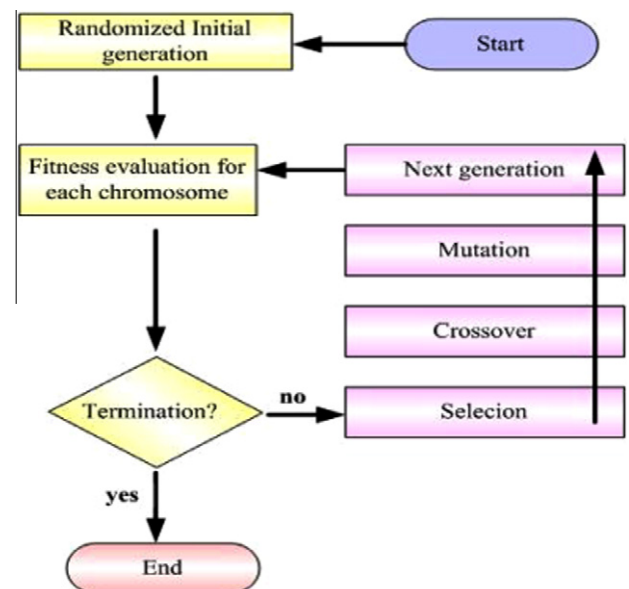 Start
Randomized Initial
generation
Fitness evaluation for
each chromosome
Next generation
Mutation
Crossover
Selecion
Termination?
no
yes
End